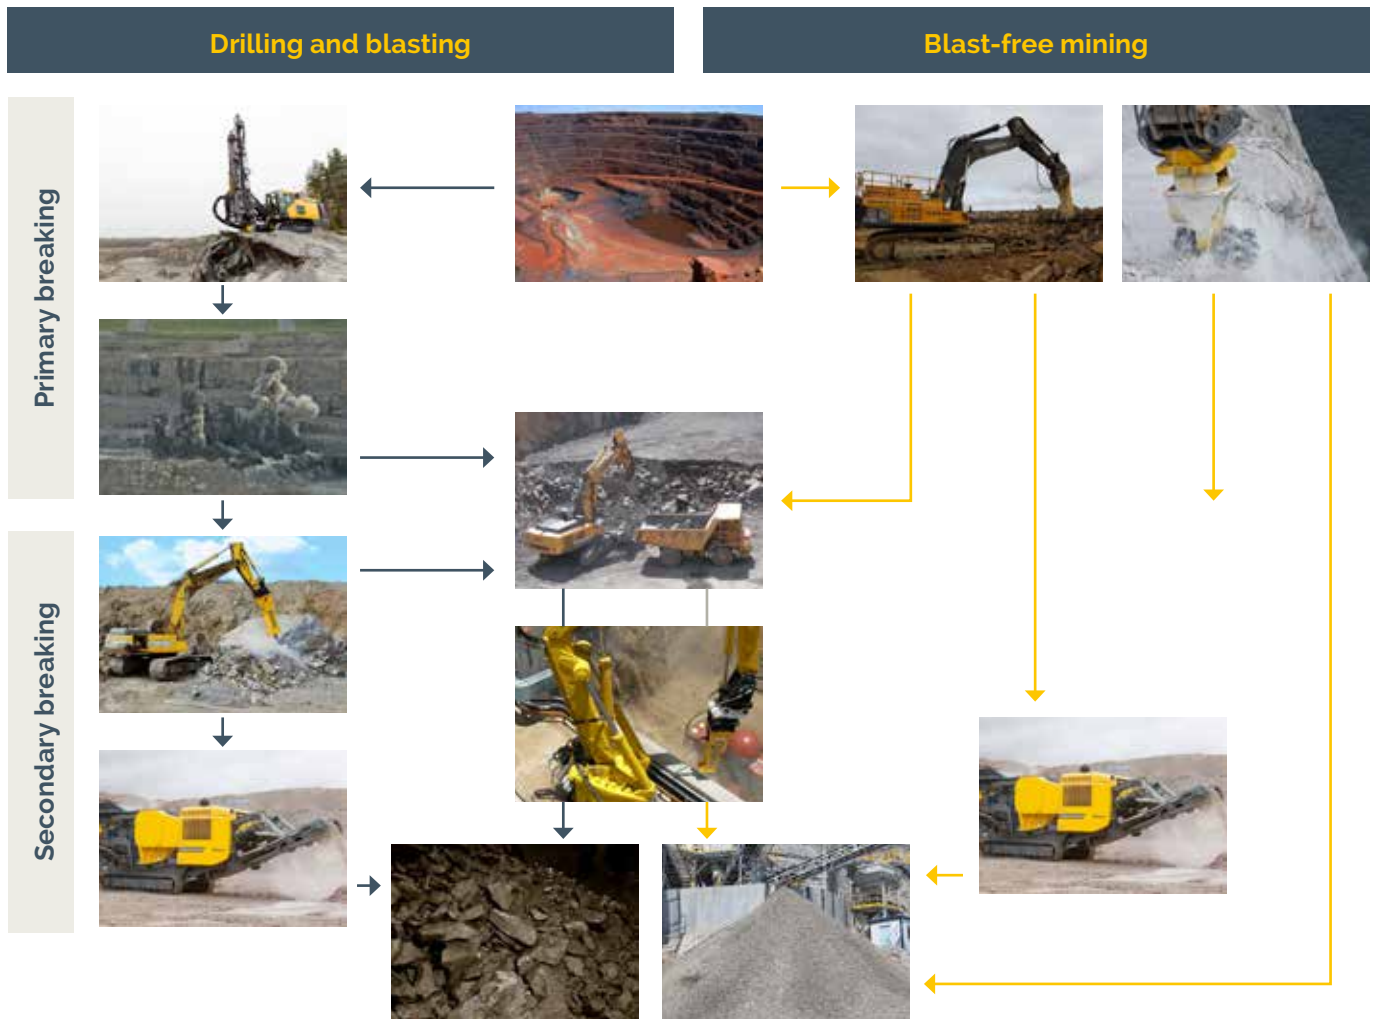 Drilling and blasting
Blast-free mining
Primary breaking
Secondary breaking